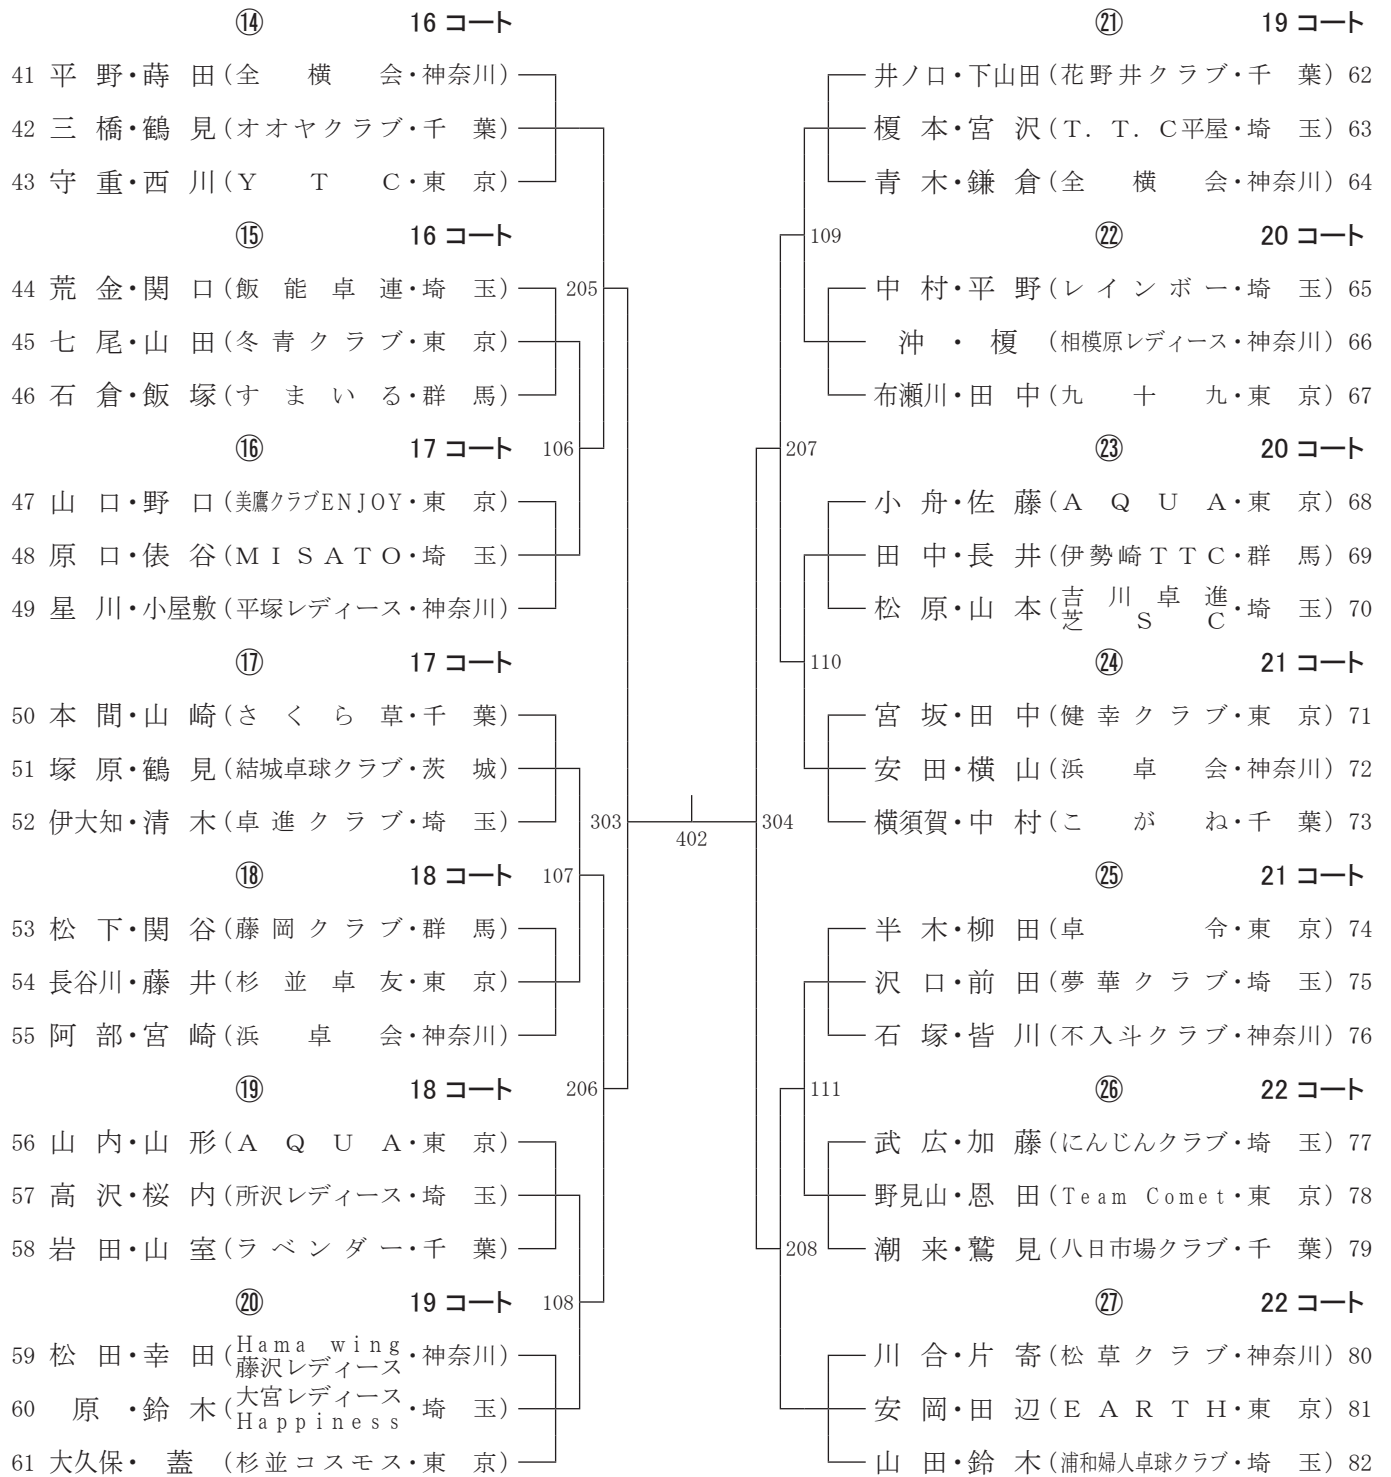 ⑭ 16 コート
41 平 野・蒔 田(全 横 会・神奈川)
42 三 橋・鶴 見(オオヤクラブ・千 葉)
43 守 重・西 川(Y T C・東 京)
⑮ 16 コート
44 荒 金・関 口(飯 能 卓 連・埼 玉)
205
45 七 尾・山 田(冬 青 ク ラ ブ・東 京)
46 石 倉・飯 塚(す ま い る・群 馬)
⑯ 17 コート
106
47 山 口・野 口(美鷹クラブENJOY・東 京)
48 原 口・俵 谷(M I S A T O・埼 玉)
49 星 川・小屋敷(平塚レディース・神奈川)
⑰ 17 コート
50 本 間・山 崎(さ く ら 草・千 葉)
51 塚 原・鶴 見(結城卓球クラブ・茨 城)
52 伊大知・清 木(卓 進 ク ラ ブ・埼 玉)
303
⑱ 18 コート
107
53 松 下・関 谷(藤 岡 ク ラ ブ・群 馬)
54 長谷川・藤 井(杉 並 卓 友・東 京)
55 阿 部・宮 崎(浜 卓 会・神奈川)
⑲ 18 コート
206
56 山 内・山 形(A Q U A・東 京)
57 高 沢・桜 内(所沢レディース・埼 玉)
58 岩 田・山 室(ラ ベ ン ダ ー・千 葉)
⑳ 19 コート
108
59 松 田・幸 田(Hama wing 藤沢レディース・神奈川)
60 原 ・鈴 木(大宮レディース Happiness・埼 玉)
61 大久保・ 蓋 (杉並コスモス・東 京)
402
㉑ 19 コート
井ノ口・下山田(花野井クラブ・千 葉) 62
榎 本・宮 沢(T. T. C平屋・埼 玉) 63
青 木・鎌 倉(全 横 会・神奈川) 64
109
㉒ 20 コート
中 村・平 野(レ イ ン ボ ー・埼 玉) 65
沖 ・ 榎 (相模原レディース・神奈川) 66
布瀬川・田 中(九 十 九・東 京) 67
207
㉓ 20 コート
小 舟・佐 藤(A Q U A・東 京) 68
田 中・長 井(伊勢崎TTC・群 馬) 69
松 原・山 本(吉 川 卓 進 芝 S C・埼 玉) 70
110
㉔ 21 コート
宮 坂・田 中(健 幸 ク ラ ブ・東 京) 71
安 田・横 山(浜 卓 会・神奈川) 72
304
横須賀・中 村(こ が ね・千 葉) 73
㉕ 21 コート
半 木・柳 田(卓 令・東 京) 74
沢 口・前 田(夢 華 ク ラ ブ・埼 玉) 75
石 塚・皆 川(不入斗クラブ・神奈川) 76
111
㉖ 22 コート
武 広・加 藤(にんじんクラブ・埼 玉) 77
野見山・恩 田(Team Comet・東 京) 78
208
潮 来・鷲 見(八日市場クラブ・千 葉) 79
㉗ 22 コート
川 合・片 寄(松 草 ク ラ ブ・神奈川) 80
安 岡・田 辺(E A R T H・東 京) 81
山 田・鈴 木(浦和婦人卓球クラブ・埼 玉) 82